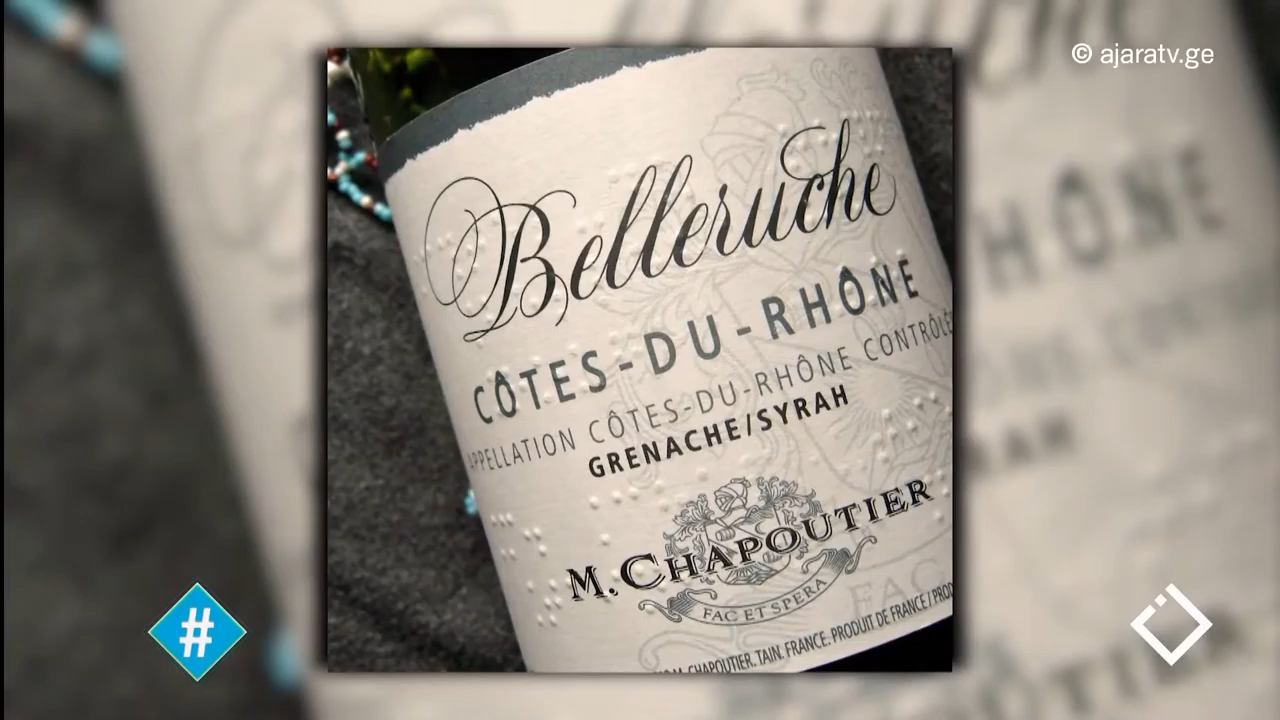 © ajaratv.ge
Belleruche
CÔTES-DU-RHÔNE
APPELLATION CÔTES-DU-RHÔNE CONTRÔLÉE
GRENACHE/SYRAH
M. CHAPOUTIER
FAC ET SPERA
M. CHAPOUTIER. TAIN. FRANCE. PRODUIT DE FRANCE / PROD
#